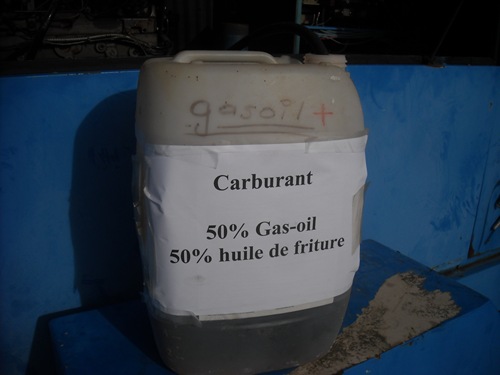 gasoil +
Carburant
50% Gas-oil
50% huile de friture